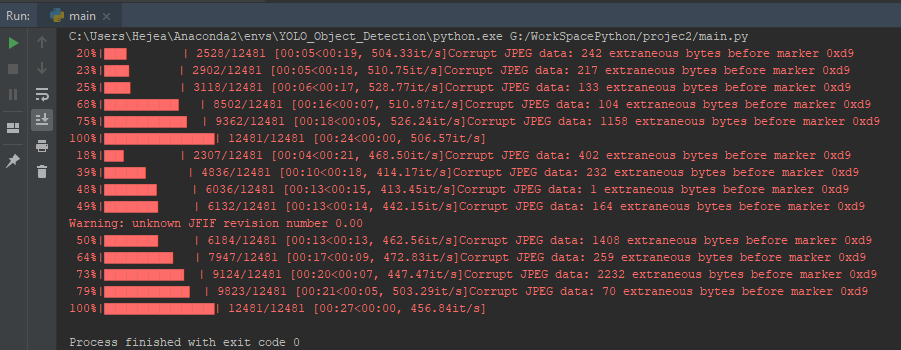 Run: main
C:\Users\Hejea\Anaconda2\envs\YOLO_Object_Detection\python.exe G:/WorkSpacePython/projec2/main.py
20%| | 2528/12481 [00:05<00:19, 504.33it/s]Corrupt JPEG data: 242 extraneous bytes before marker 0xd9
23%| | 2902/12481 [00:05<00:18, 510.75it/s]Corrupt JPEG data: 217 extraneous bytes before marker 0xd9
25%| | 3118/12481 [00:06<00:17, 528.77it/s]Corrupt JPEG data: 133 extraneous bytes before marker 0xd9
68%| | 8502/12481 [00:16<00:07, 510.87it/s]Corrupt JPEG data: 104 extraneous bytes before marker 0xd9
75%| | 9362/12481 [00:18<00:05, 526.24it/s]Corrupt JPEG data: 1158 extraneous bytes before marker 0xd9
100%| | 12481/12481 [00:24<00:00, 506.57it/s]
18%| | 2307/12481 [00:04<00:21, 468.50it/s]Corrupt JPEG data: 402 extraneous bytes before marker 0xd9
39%| | 4836/12481 [00:10<00:18, 414.17it/s]Corrupt JPEG data: 232 extraneous bytes before marker 0xd9
48%| | 6036/12481 [00:13<00:15, 413.45it/s]Corrupt JPEG data: 1 extraneous bytes before marker 0xd9
49%| | 6132/12481 [00:13<00:14, 442.15it/s]Corrupt JPEG data: 164 extraneous bytes before marker 0xd9
Warning: unknown JFIF revision number 0.00
50%| | 6184/12481 [00:13<00:13, 462.56it/s]Corrupt JPEG data: 1408 extraneous bytes before marker 0xd9
64%| | 7947/12481 [00:17<00:09, 472.83it/s]Corrupt JPEG data: 259 extraneous bytes before marker 0xd9
73%| | 9124/12481 [00:20<00:07, 447.47it/s]Corrupt JPEG data: 2232 extraneous bytes before marker 0xd9
79%| | 9823/12481 [00:21<00:05, 503.29it/s]Corrupt JPEG data: 70 extraneous bytes before marker 0xd9
100%| | 12481/12481 [00:27<00:00, 456.84it/s]
Process finished with exit code 0